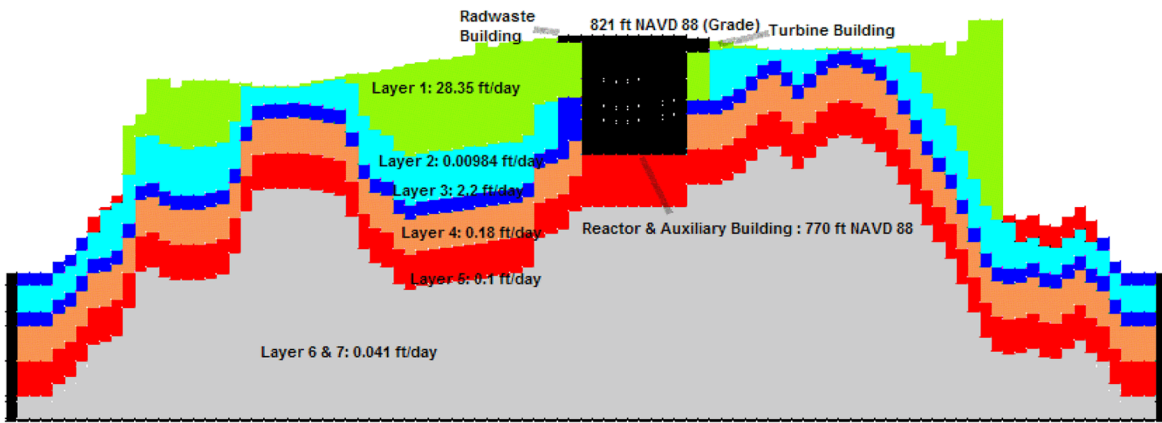 Radwaste
Building
821 ft NAVD 88 (Grade)
Turbine Building
Layer 1: 28.35 ft/day
Layer 2: 0.00984 ft/day
Layer 3: 2.2 ft/day
Layer 4: 0.18 ft/day
Reactor & Auxiliary Building : 770 ft NAVD 88
Layer 5: 0.1 ft/day
Layer 6 & 7: 0.041 ft/day